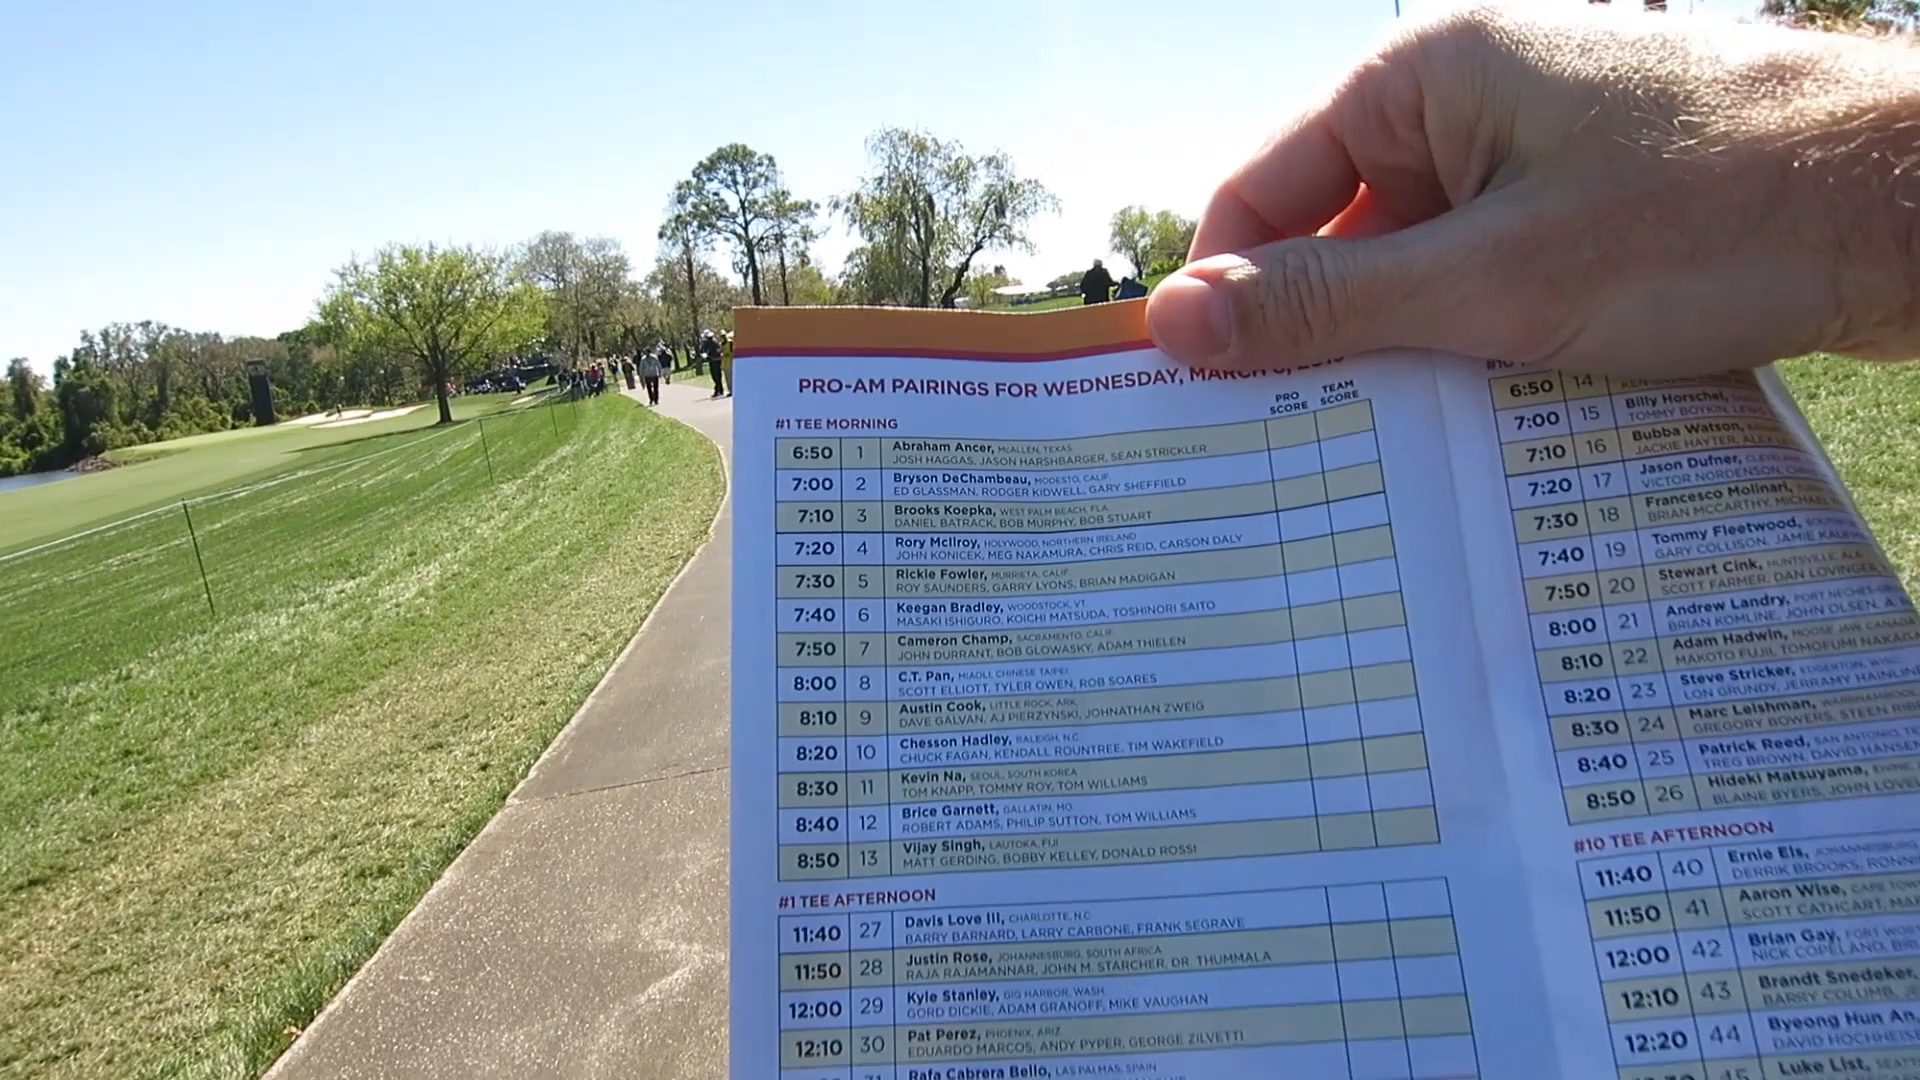 PRO-AM PAIRINGS FOR WEDNESDAY, MARCH
PRO SCORE
TEAM SCORE
#1 TEE MORNING
6:50 1 Abraham Ancer, McALLEN, TEXAS
JOSH HAGGAS, JASON HARSHBARGER, SEAN STRICKLER
7:00 2 Bryson DeChambeau, MODESTO, CALIF.
ED GLASSMAN, RODGER KIDWELL, GARY SHEFFIELD
7:10 3 Brooks Koepka, WEST PALM BEACH, FLA.
DANIEL BATRACK, BOB MURPHY, BOB STUART
7:20 4 Rory McIlroy, HOLYWOOD, NORTHERN IRELAND
JOHN KONICEK, MEG NAKAMURA, CHRIS REID, CARSON DALY
7:30 5 Rickie Fowler, MURRIETA, CALIF.
ROY SAUNDERS, GARRY LYONS, BRIAN MADIGAN
7:40 6 Keegan Bradley, WOODSTOCK, VT.
MASAKI ISHIGURO, KOICHI MATSUDA, TOSHINORI SAITO
7:50 7 Cameron Champ, SACRAMENTO, CALIF.
JOHN DURRANT, BOB GLOWASKY, ADAM THIELEN
8:00 8 C.T. Pan, MIAOLI, CHINESE TAIPEI
SCOTT ELLIOTT, TYLER OWEN, ROB SOARES
8:10 9 Austin Cook, LITTLE ROCK, ARK.
DAVE GALVAN, AJ PIERZYNSKI, JOHNATHAN ZWEIG
8:20 10 Chesson Hadley, RALEIGH, N.C.
CHUCK FAGAN, KENDALL ROUNTREE, TIM WAKEFIELD
8:30 11 Kevin Na, SEOUL, SOUTH KOREA
TOM KNAPP, TOMMY ROY, TOM WILLIAMS
8:40 12 Brice Garnett, GALLATIN, MO.
ROBERT ADAMS, PHILIP SUTTON, TOM WILLIAMS
8:50 13 Vijay Singh, LAUTOKA, FIJI
MATT GERDING, BOBBY KELLEY, DONALD ROSSI
#1 TEE AFTERNOON
11:40 27 Davis Love III, CHARLOTTE, N.C.
BARRY BARNARD, LARRY CARBONE, FRANK SEGRAVE
11:50 28 Justin Rose, JOHANNESBURG, SOUTH AFRICA
RAJA RAJAMANNAR, JOHN M. STARCHER, DR. THUMMALA
12:00 29 Kyle Stanley, GIG HARBOR, WASH.
GORD DICKIE, ADAM GRANOFF, MIKE VAUGHAN
12:10 30 Pat Perez, PHOENIX, ARIZ.
EDUARDO MARCOS, ANDY PYPER, GEORGE ZILVETTI
Rafa Cabrera Bello, LAS PALMAS, SPAIN
6:50 14
7:00 15 Billy Horschel,
TOMMY BOYKIN,
7:10 16 Bubba Watson,
JACKIE HAYTER,
7:20 17 Jason Dufner,
VICTOR NORDENSON,
7:30 18 Francesco Molinari,
BRIAN MCCARTHY,
7:40 19 Tommy Fleetwood,
GARY COLLISON, JAMIE
7:50 20 Stewart Cink, HUNTSVILLE, ALA.
SCOTT FARMER, DAN LOVINGER,
8:00 21 Andrew Landry, PORT NECHES-
BRIAN KOMLINE, JOHN OLSEN,
8:10 22 Adam Hadwin, MOOSE JAW, CANADA
MAKOTO FUJII, TOMOFUMI
8:20 23 Steve Stricker, EDGERTON, WISC.
LON GRUNDY, JERRAMY
8:30 24 Marc Leishman,
GREGORY BOWERS, STEEN
8:40 25 Patrick Reed, SAN ANTONIO,
TREG BROWN, DAVID HANSEN
8:50 26 Hideki Matsuyama,
BLAINE BYERS, JOHN
#10 TEE AFTERNOON
11:40 40 Ernie Els,
DERRIK BROOKS,
11:50 41 Aaron Wise, CAPE
SCOTT CATHCART,
12:00 42 Brian Gay, FORT
NICK COPELAND,
12:10 43 Brandt Snedeker,
BARRY COLUMB,
12:20 44 Byeong Hun An,
DAVID
Luke List,